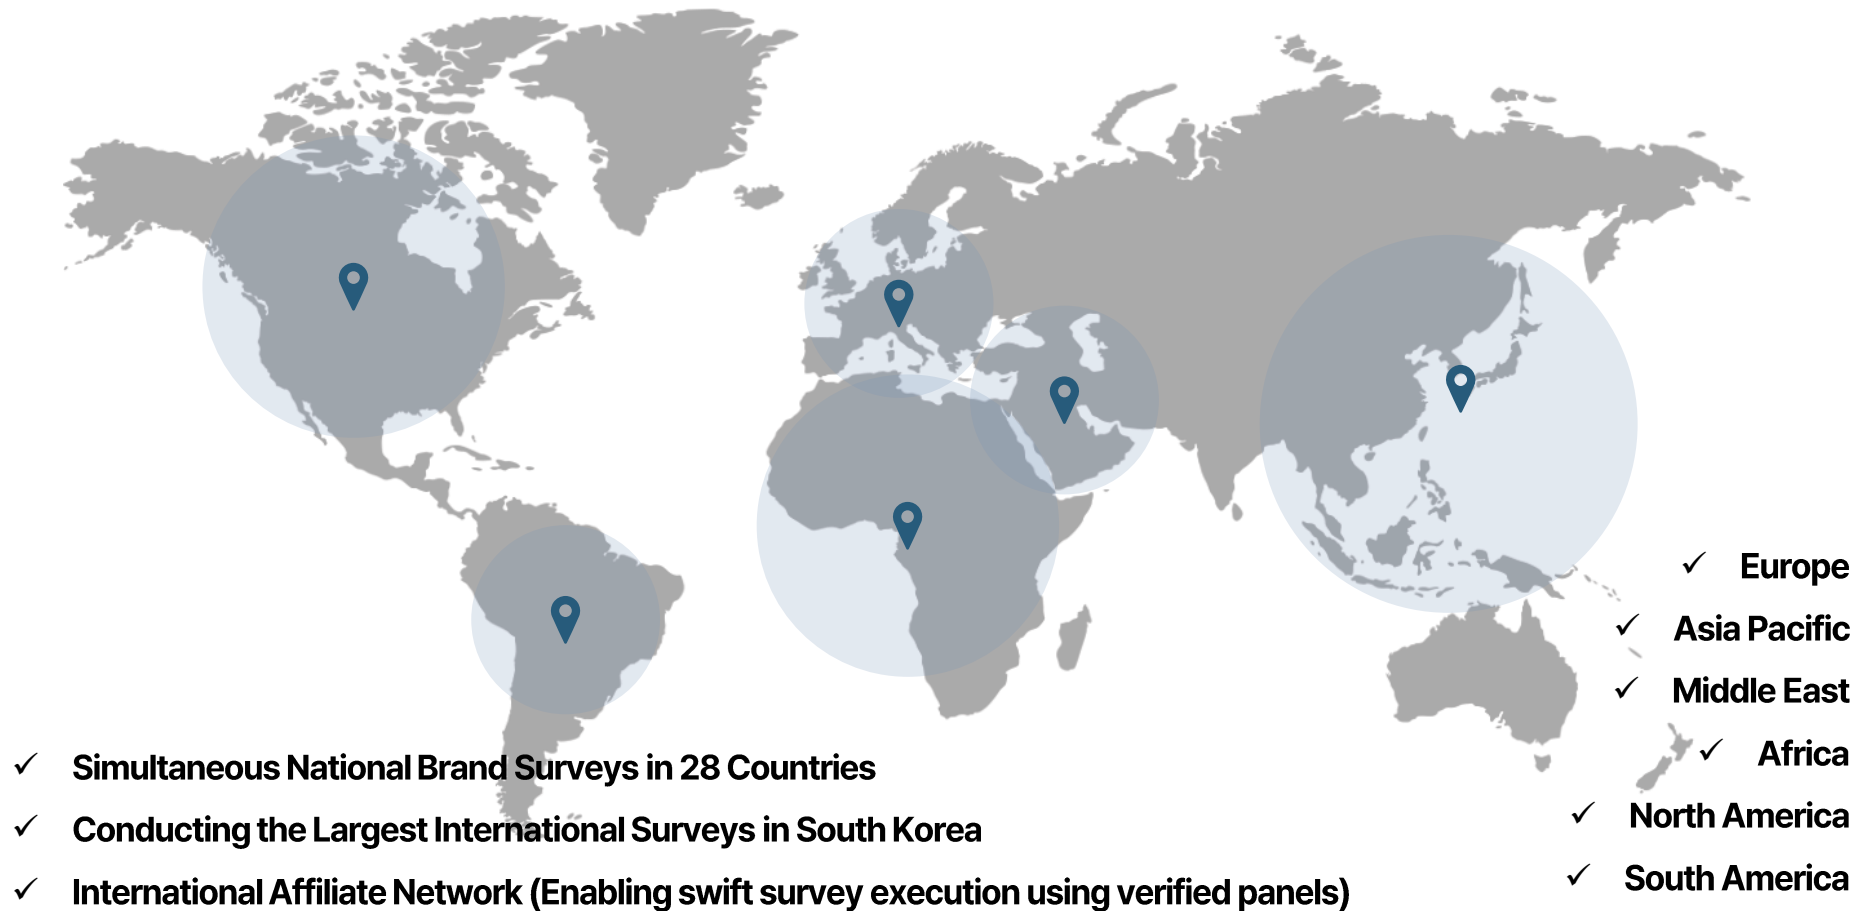 ✓ Europe
✓ Asia Pacific
✓ Middle East
✓ Africa
✓ North America
✓ South America
✓ Simultaneous National Brand Surveys in 28 Countries
✓ Conducting the Largest International Surveys in South Korea
✓ International Affiliate Network (Enabling swift survey execution using verified panels)